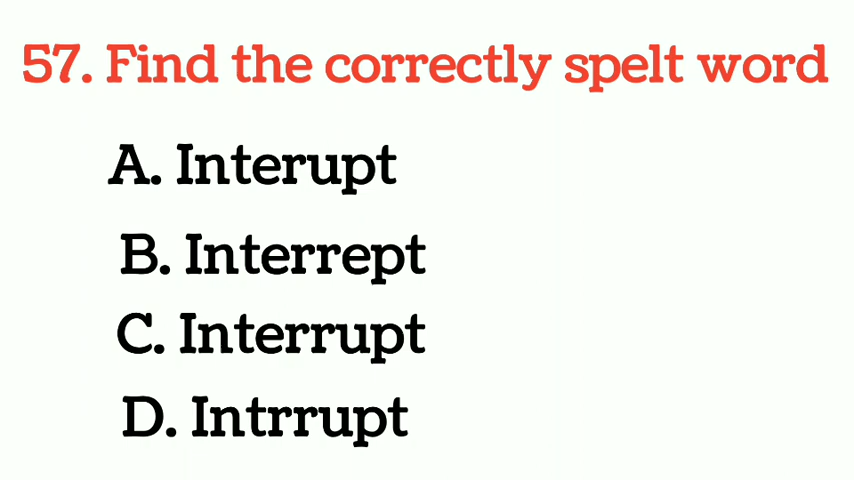 57. Find the correctly spelt word
A. Interupt
B. Interrept
C. Interrupt
D. Intrrupt